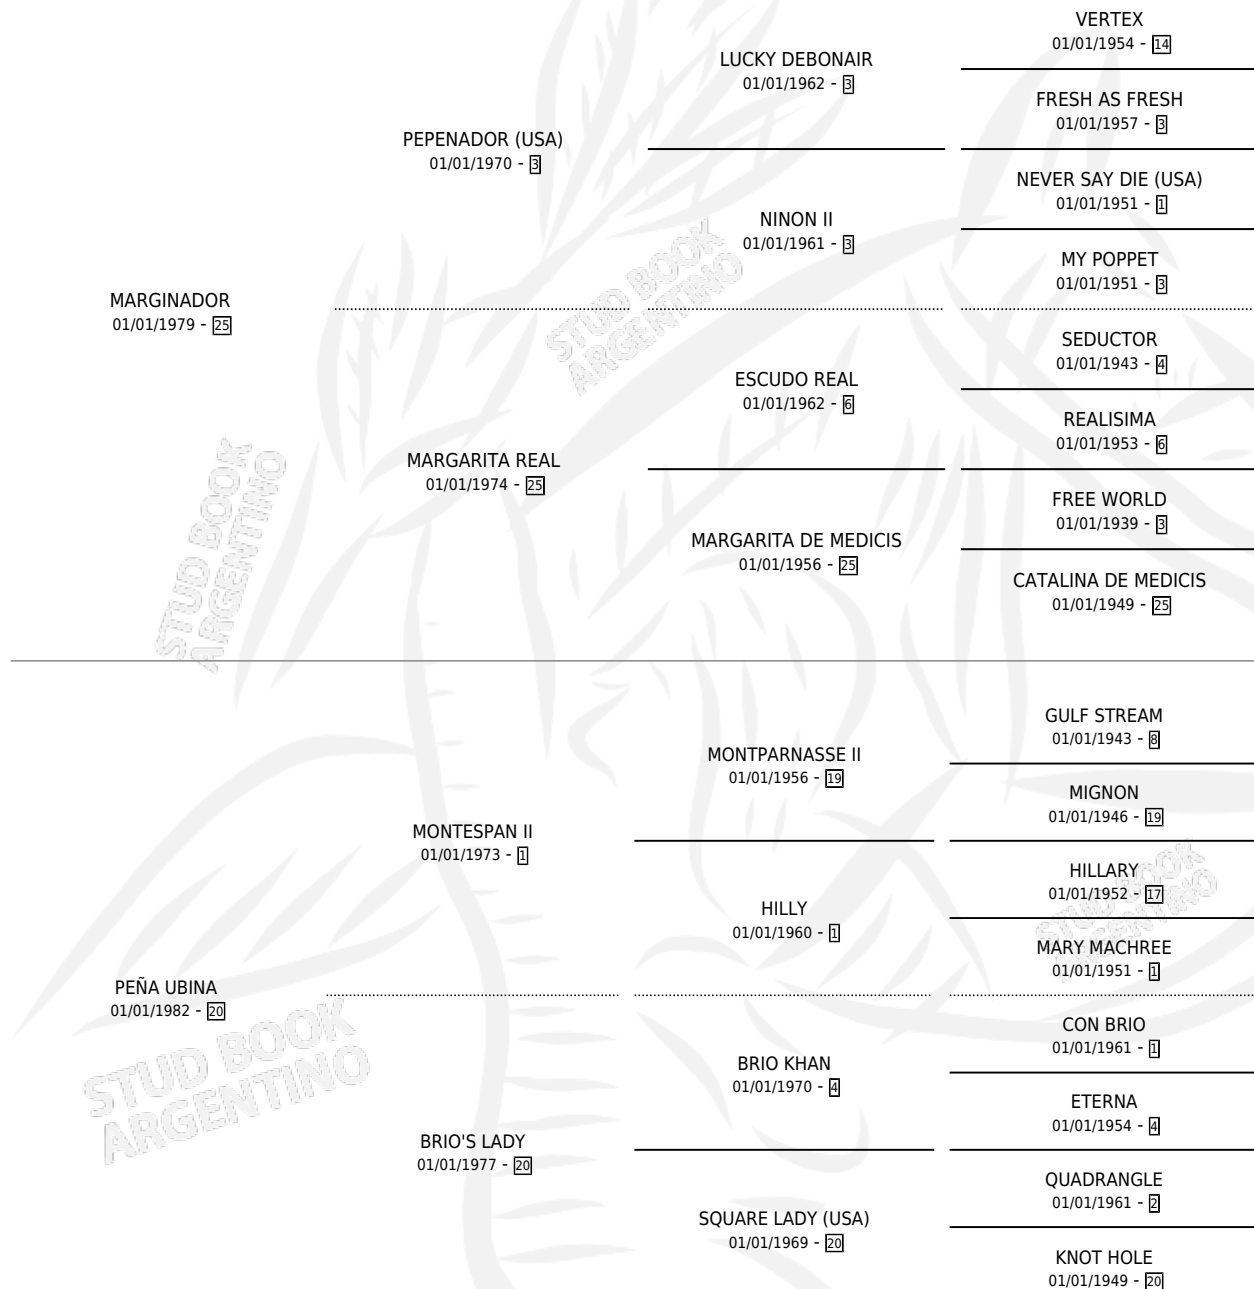 VERTEX
01/01/1954 - 14
LUCKY DEBONAIR
01/01/1962 - 3
FRESH AS FRESH
01/01/1957 - 3
PEPENADOR (USA)
01/01/1970 - 3
NEVER SAY DIE (USA)
01/01/1951 - 1
NINON II
01/01/1961 - 3
MY POPPET
01/01/1951 - 3
MARGINADOR
01/01/1979 - 25
SEDUCTOR
01/01/1943 - 4
ESCUDO REAL
01/01/1962 - 6
REALISIMA
01/01/1953 - 6
MARGARITA REAL
01/01/1974 - 25
FREE WORLD
01/01/1939 - 3
MARGARITA DE MEDICIS
01/01/1956 - 25
CATALINA DE MEDICIS
01/01/1949 - 25
GULF STREAM
01/01/1943 - 8
MONTPARNASSE II
01/01/1956 - 19
MIGNON
01/01/1946 - 19
MONTESPAN II
01/01/1973 - 1
HILLARY
01/01/1952 - 17
HILLY
01/01/1960 - 1
MARY MACHREE
01/01/1951 - 1
PEÑA UBINA
01/01/1982 - 20
CON BRIO
01/01/1961 - 1
BRIO KHAN
01/01/1970 - 4
ETERNA
01/01/1954 - 4
BRIO'S LADY
01/01/1977 - 20
QUADRANGLE
01/01/1961 - 2
SQUARE LADY (USA)
01/01/1969 - 20
KNOT HOLE
01/01/1949 - 20
STUD BOOK
ARGENTINO
STUD BOOK
ARGENTINO
STUD BOOK
ARGENTINO
STUD BOOK
ARGENTINO